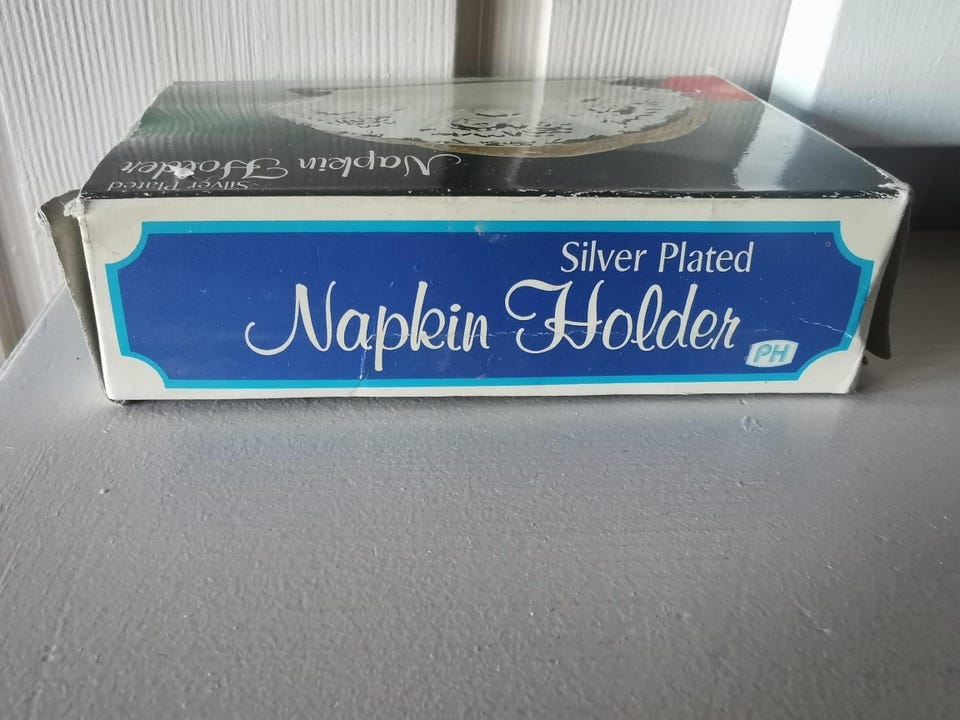 Napkin Holder
Silver Plated
Silver Plated
Napkin Holder
PH